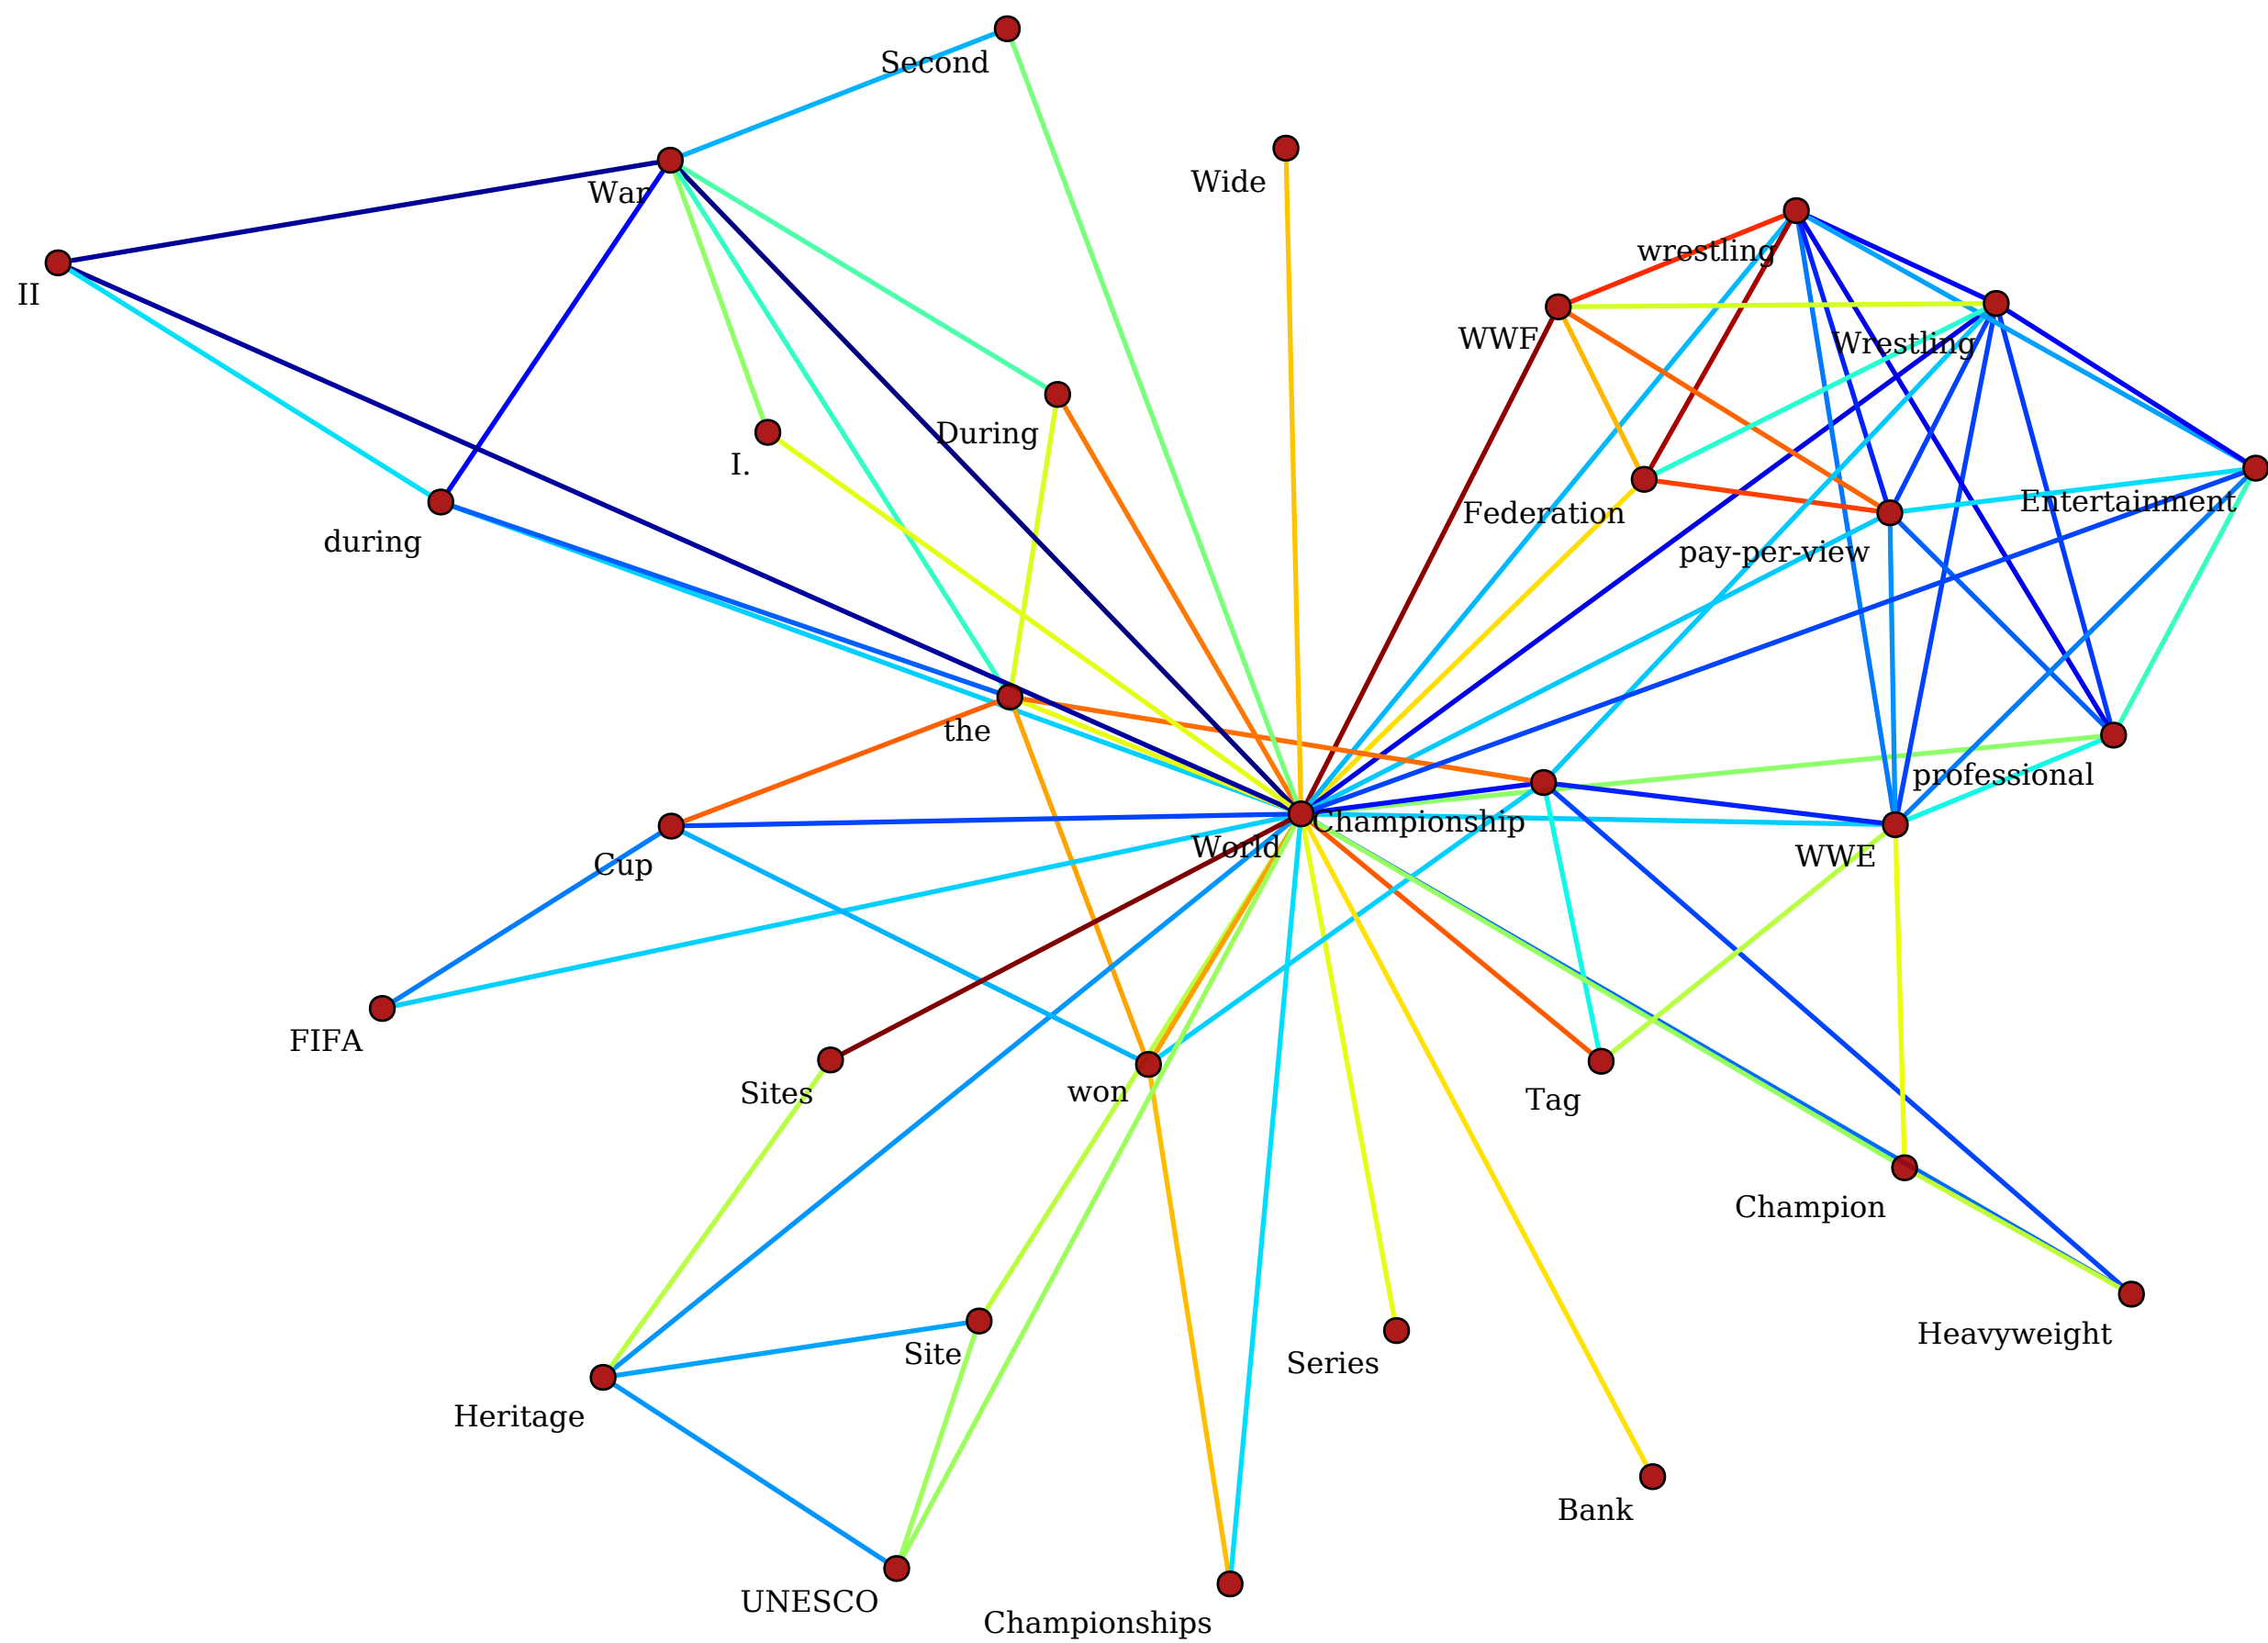 Second
Wide
War
wrestling
II
WWF
Wrestling
During
I.
Entertainment
Federation
during
pay-per-view
the
professional
Championship
World
WWE
Cup
FIFA
Sites
won
Tag
Champion
Heavyweight
Site
Series
Heritage
Bank
UNESCO
Championships